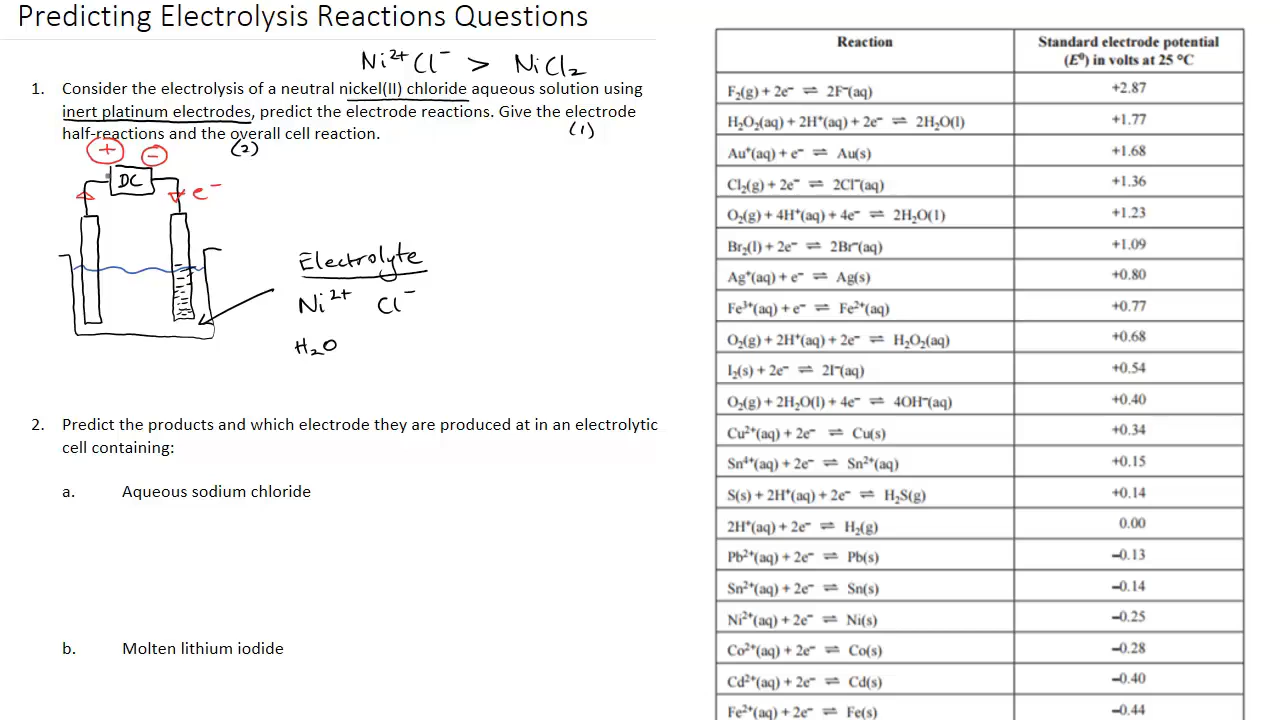 Predicting Electrolysis Reactions Questions
Ni²⁺ Cl⁻ > NiCl₂
1. Consider the electrolysis of a neutral nickel(II) chloride aqueous solution using
inert platinum electrodes, predict the electrode reactions. Give the electrode
half-reactions and the overall cell reaction.
(1)
(2)
+ −
DC
e⁻
Electrolyte
Ni²⁺ Cl⁻
H₂O
2. Predict the products and which electrode they are produced at in an electrolytic
cell containing:
a. Aqueous sodium chloride
b. Molten lithium iodide
Reaction
Standard electrode potential
(E⁰) in volts at 25 °C
F₂(g) + 2e⁻ ⇌ 2F⁻(aq) +2.87
H₂O₂(aq) + 2H⁺(aq) + 2e⁻ ⇌ 2H₂O(l) +1.77
Au⁺(aq) + e⁻ ⇌ Au(s) +1.68
Cl₂(g) + 2e⁻ ⇌ 2Cl⁻(aq) +1.36
O₂(g) + 4H⁺(aq) + 4e⁻ ⇌ 2H₂O(l) +1.23
Br₂(l) + 2e⁻ ⇌ 2Br⁻(aq) +1.09
Ag⁺(aq) + e⁻ ⇌ Ag(s) +0.80
Fe³⁺(aq) + e⁻ ⇌ Fe²⁺(aq) +0.77
O₂(g) + 2H⁺(aq) + 2e⁻ ⇌ H₂O₂(aq) +0.68
I₂(s) + 2e⁻ ⇌ 2I⁻(aq) +0.54
O₂(g) + 2H₂O(l) + 4e⁻ ⇌ 4OH⁻(aq) +0.40
Cu²⁺(aq) + 2e⁻ ⇌ Cu(s) +0.34
Sn⁴⁺(aq) + 2e⁻ ⇌ Sn²⁺(aq) +0.15
S(s) + 2H⁺(aq) + 2e⁻ ⇌ H₂S(g) +0.14
2H⁺(aq) + 2e⁻ ⇌ H₂(g) 0.00
Pb²⁺(aq) + 2e⁻ ⇌ Pb(s) –0.13
Sn²⁺(aq) + 2e⁻ ⇌ Sn(s) –0.14
Ni²⁺(aq) + 2e⁻ ⇌ Ni(s) –0.25
Co²⁺(aq) + 2e⁻ ⇌ Co(s) –0.28
Cd²⁺(aq) + 2e⁻ ⇌ Cd(s) –0.40
Fe²⁺(aq) + 2e⁻ ⇌ Fe(s) –0.44